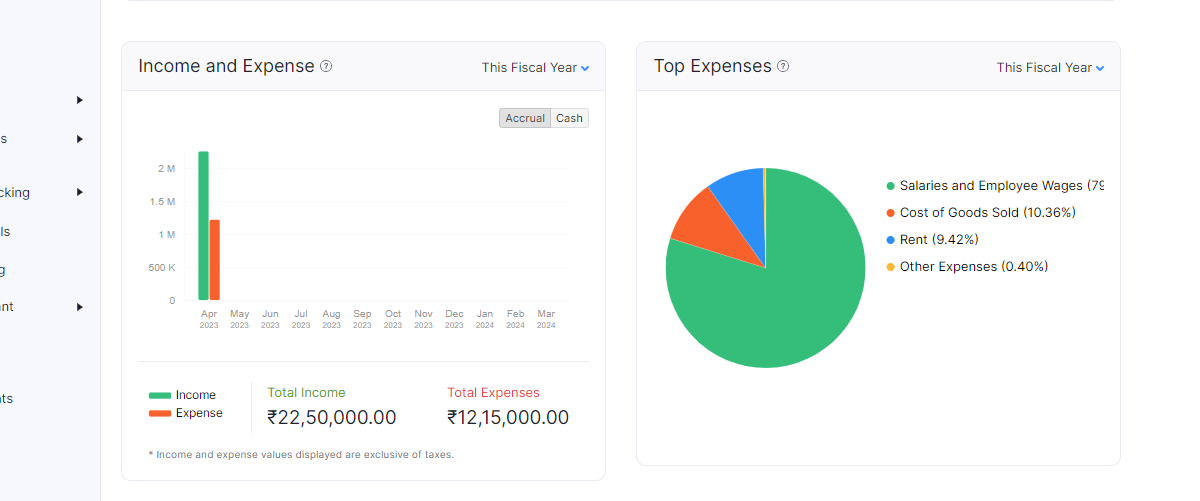 s
cking
ls
g
nt
ts
Income and Expense ?
This Fiscal Year
Accrual Cash
2 M
1.5 M
1 M
500 K
0
Apr May Jun Jul Aug Sep Oct Nov Dec Jan Feb Mar
2023 2023 2023 2023 2023 2023 2023 2023 2023 2024 2024 2024
Income
Expense
Total Income
₹22,50,000.00
Total Expenses
₹12,15,000.00
* Income and expense values displayed are exclusive of taxes.
Top Expenses ?
This Fiscal Year
Salaries and Employee Wages (79
Cost of Goods Sold (10.36%)
Rent (9.42%)
Other Expenses (0.40%)